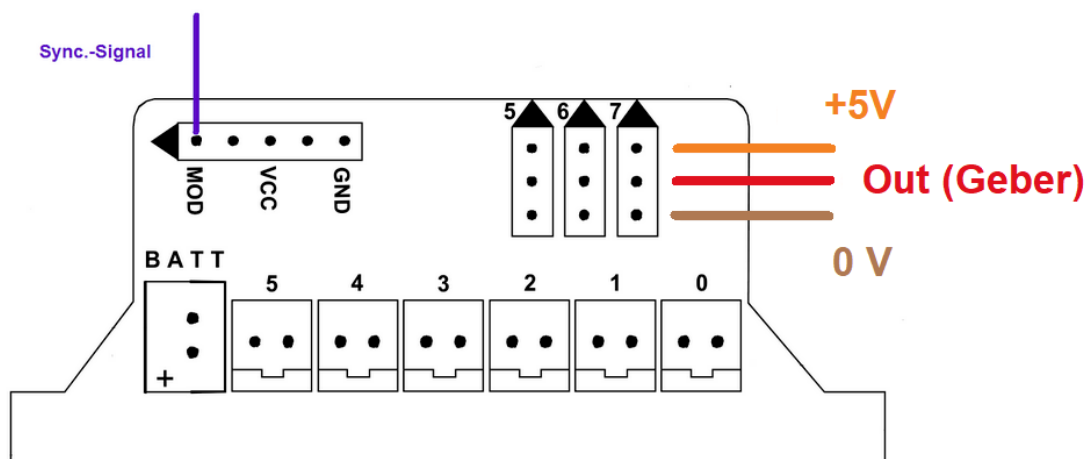 Sync.-Signal
5 6 7
+5V
MOD
VCC
GND
Out (Geber)
0 V
BATT
5 4 3 2 1 0
+